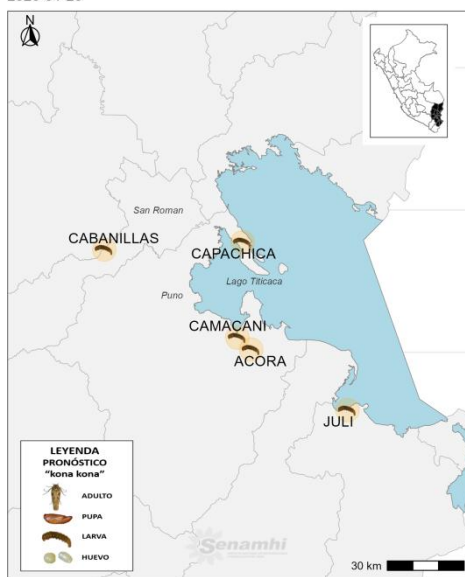 N
San Roman
CABANILLAS
CAPACHICA
Lago Titicaca
Puno
CAMACANI
ACORA
JULI
LEYENDA
PRONÓSTICO
"kona kona"
ADULTO
PUPA
LARVA
HUEVO
Senamhi
30 km